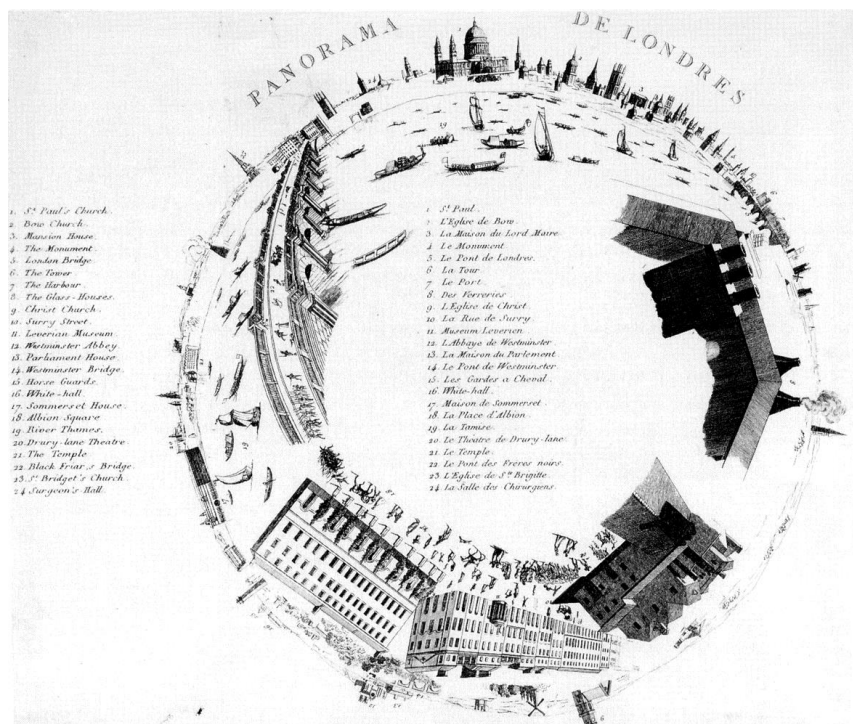 PANORAMA DE LONDRES
1. St. Paul's Church.
2. Bow Church.
3. Mansion House.
4. The Monument.
5. London Bridge.
6. The Tower.
7. The Harbour.
8. The Glass-Houses.
9. Christ Church.
10. Surry Street.
11. Leverian Museum.
12. Westminster Abbey.
13. Parliament House.
14. Westminster Bridge.
15. Horse Guards.
16. White-hall.
17. Sommerset House.
18. Albion Square.
19. River Thames.
20. Drury-lane Theatre.
21. The Temple.
22. Black Friar,s Bridge.
23. St. Bridget's Church.
24. Surgeon's Hall.
1. St. Paul.
2. L'Eglise de Bow.
3. La Maison du Lord Maire.
4. Le Monument.
5. Le Pont de Londres.
6. La Tour.
7. Le Port.
8. Des Verreries.
9. L'Eglise de Christ.
10. La Rue de Surry.
11. Museum Leverien.
12. L'Abbaye de Westminster.
13. La Maison du Parlement.
14. Le Pont de Westminster.
15. Les Gardes a Cheval.
16. White-hall.
17. Maison de Sommerset.
18. La Place d'Albion.
19. La Tamise.
20. Le Théatre de Drury-lane.
21. Le Temple.
22. Le Pont des Freres noirs.
23. L'Eglise de Ste. Brigitte.
24. La Salle des Chirurgiens.